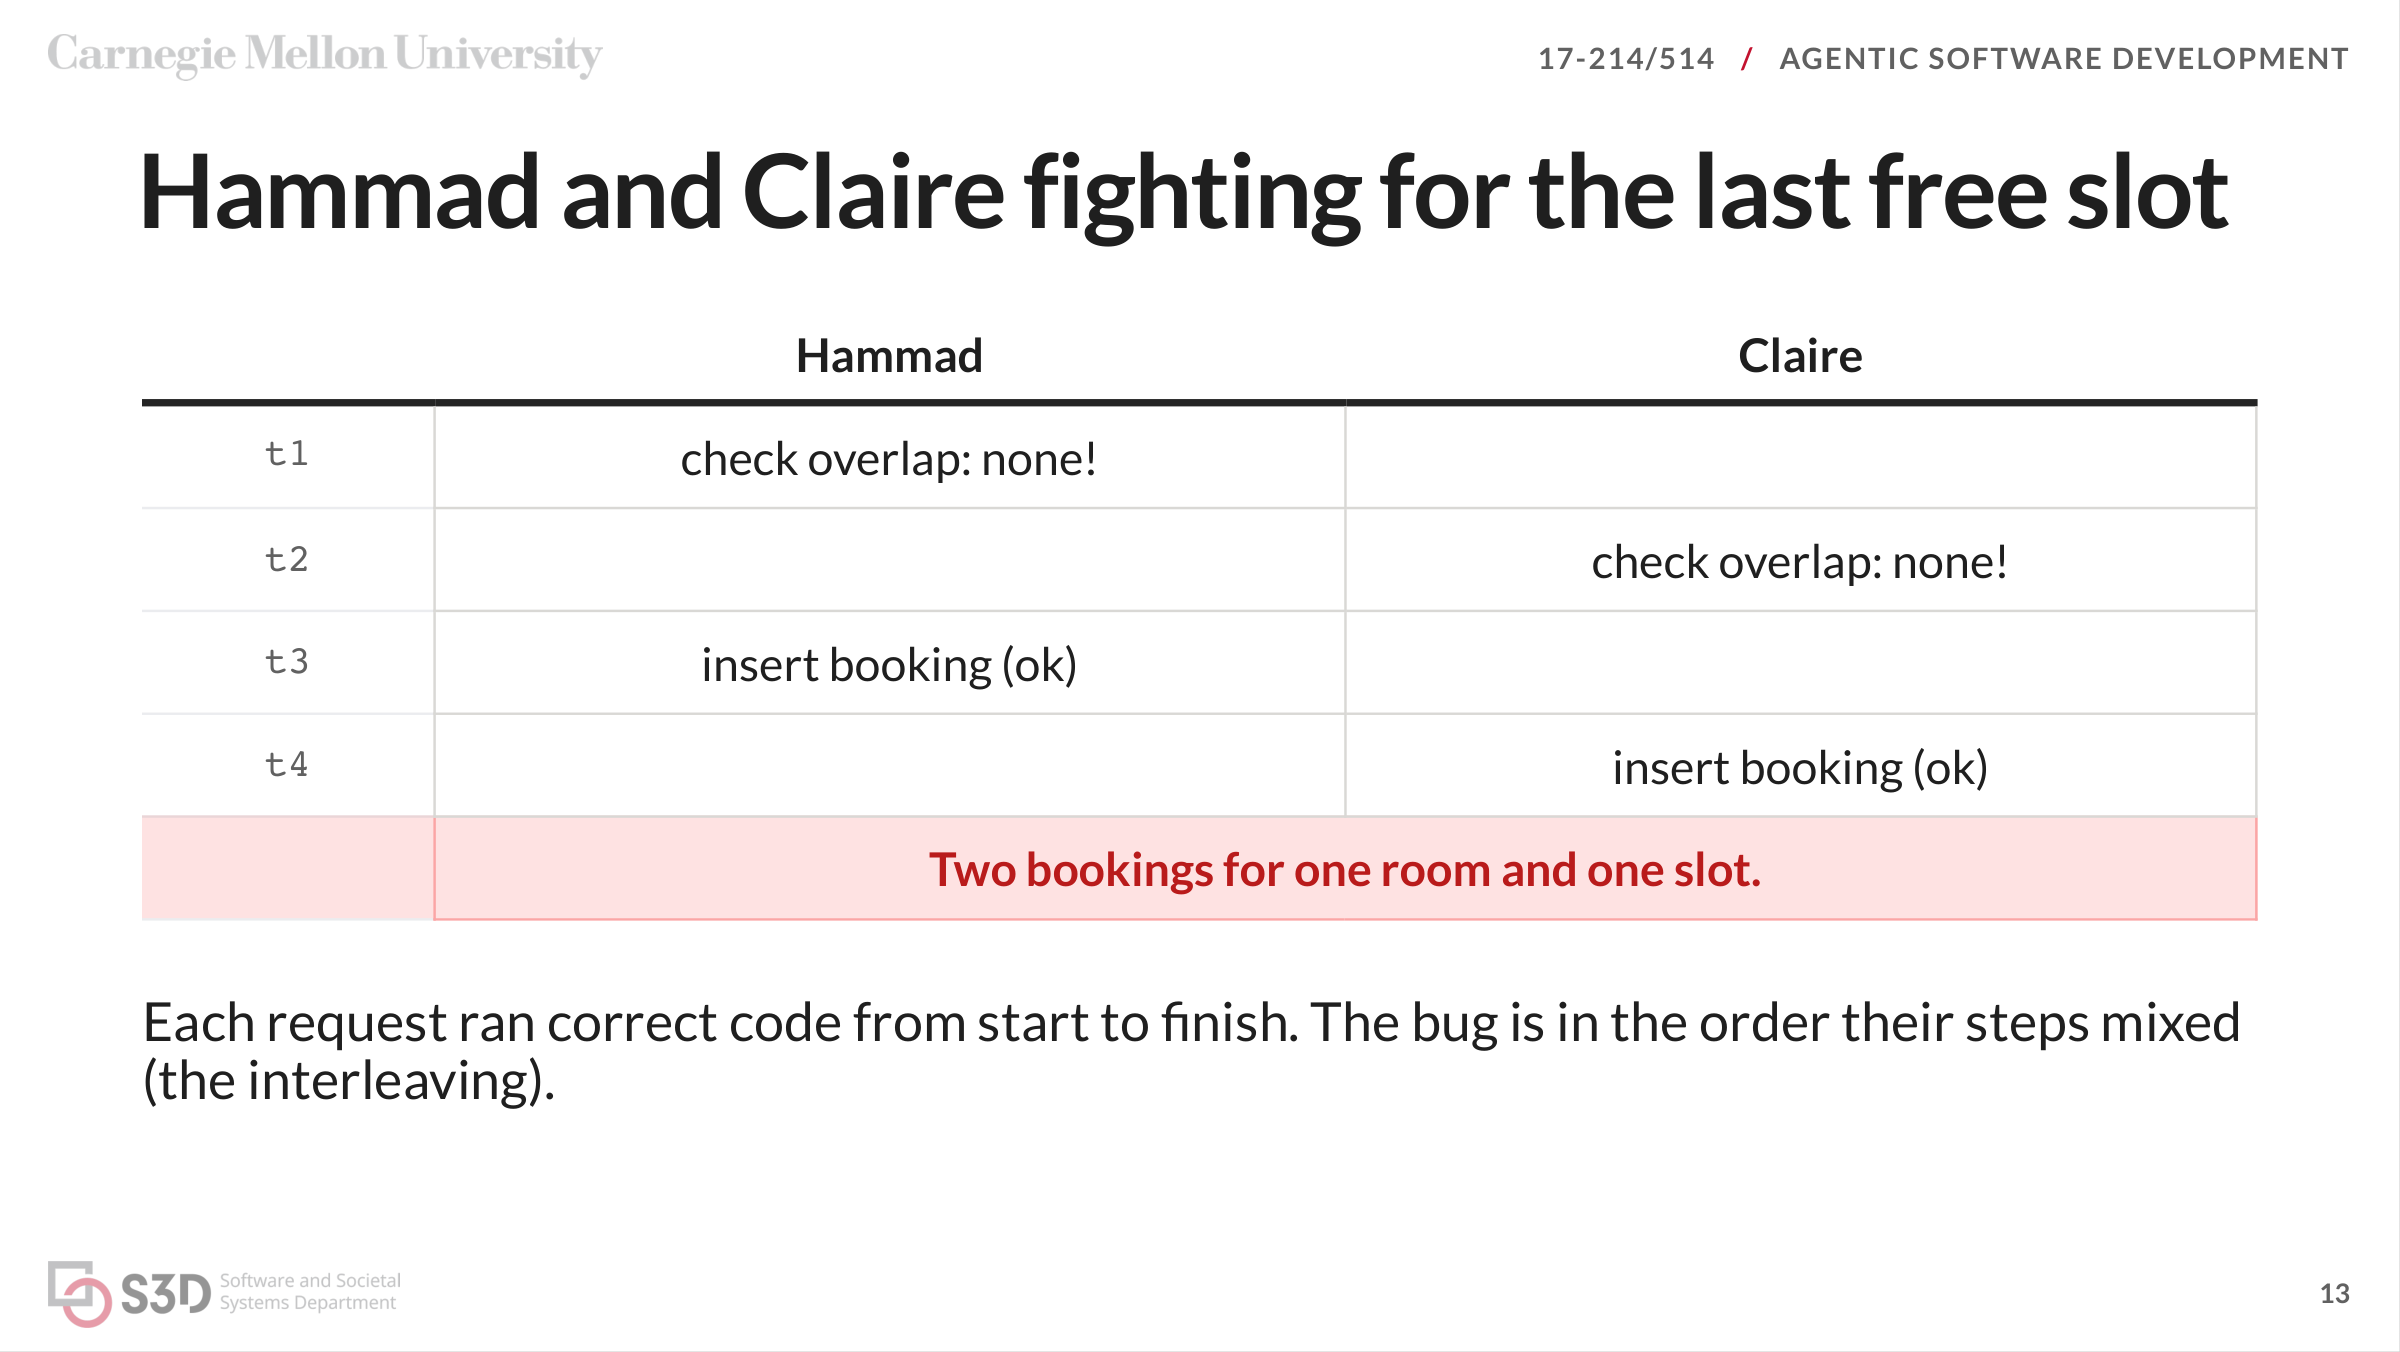 Carnegie Mellon University
17-214/514 / AGENTIC SOFTWARE DEVELOPMENT
Hammad and Claire fighting for the last free slot
Hammad Claire
t1 check overlap: none!
t2 check overlap: none!
t3 insert booking (ok)
t4 insert booking (ok)
Two bookings for one room and one slot.
Each request ran correct code from start to finish. The bug is in the order their steps mixed
(the interleaving).
S3D Software and Societal
Systems Department
13